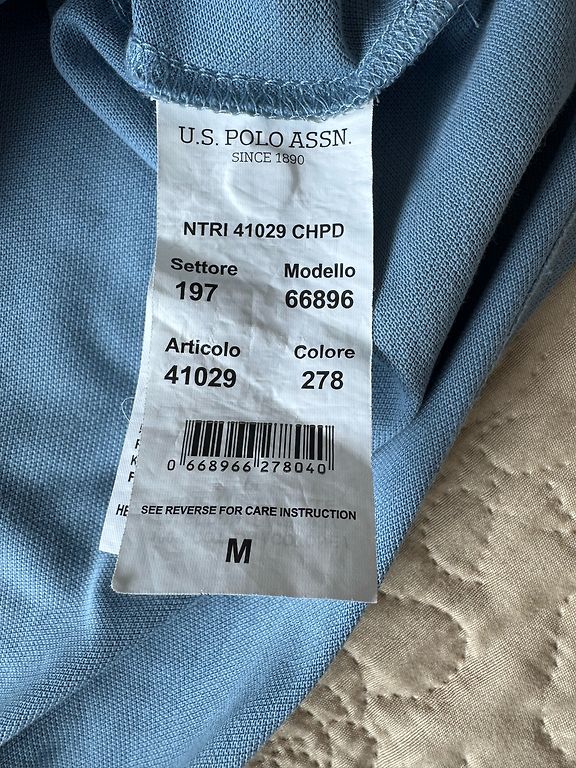 U.S. POLO ASSN.
SINCE 1890
NTRI 41029 CHPD
Settore Modello
197 66896
Articolo Colore
41029 278
0 668966 278040
HE
SEE REVERSE FOR CARE INSTRUCTION
M